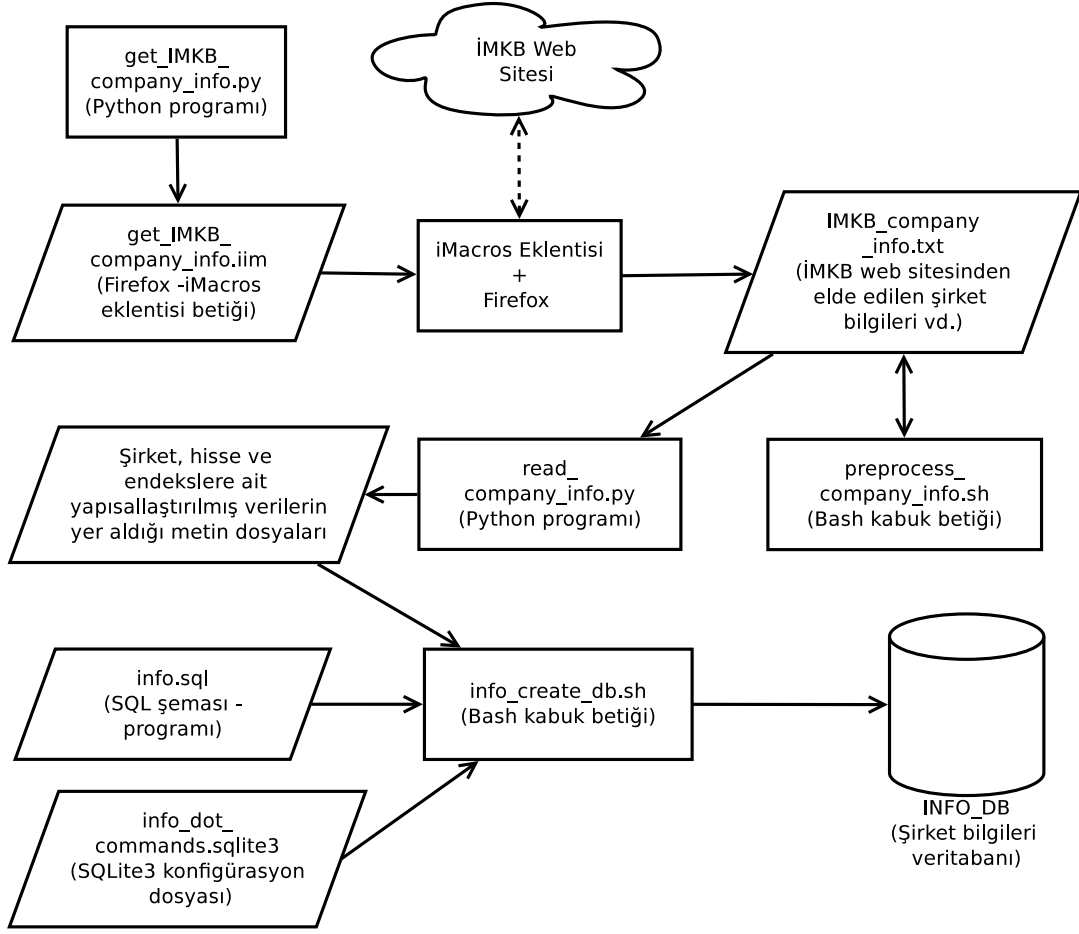 get_IMKB_
company_info.py
(Python programı)
İMKB Web
Sitesi
get_IMKB_
company_info.iim
(Firefox -iMacros
eklentisi betiği)
iMacros Eklentisi
+
Firefox
IMKB_company
_info.txt
(İMKB web sitesinden
elde edilen şirket
bilgileri vd.)
Şirket, hisse ve
endekslere ait
yapısallaştırılmış verilerin
yer aldığı metin dosyaları
read_
company_info.py
(Python programı)
preprocess_
company_info.sh
(Bash kabuk betiği)
info.sql
(SQL şeması -
programı)
info_create_db.sh
(Bash kabuk betiği)
info_dot_
commands.sqlite3
(SQLite3 konfigürasyon
dosyası)
INFO_DB
(Şirket bilgileri
veritabanı)